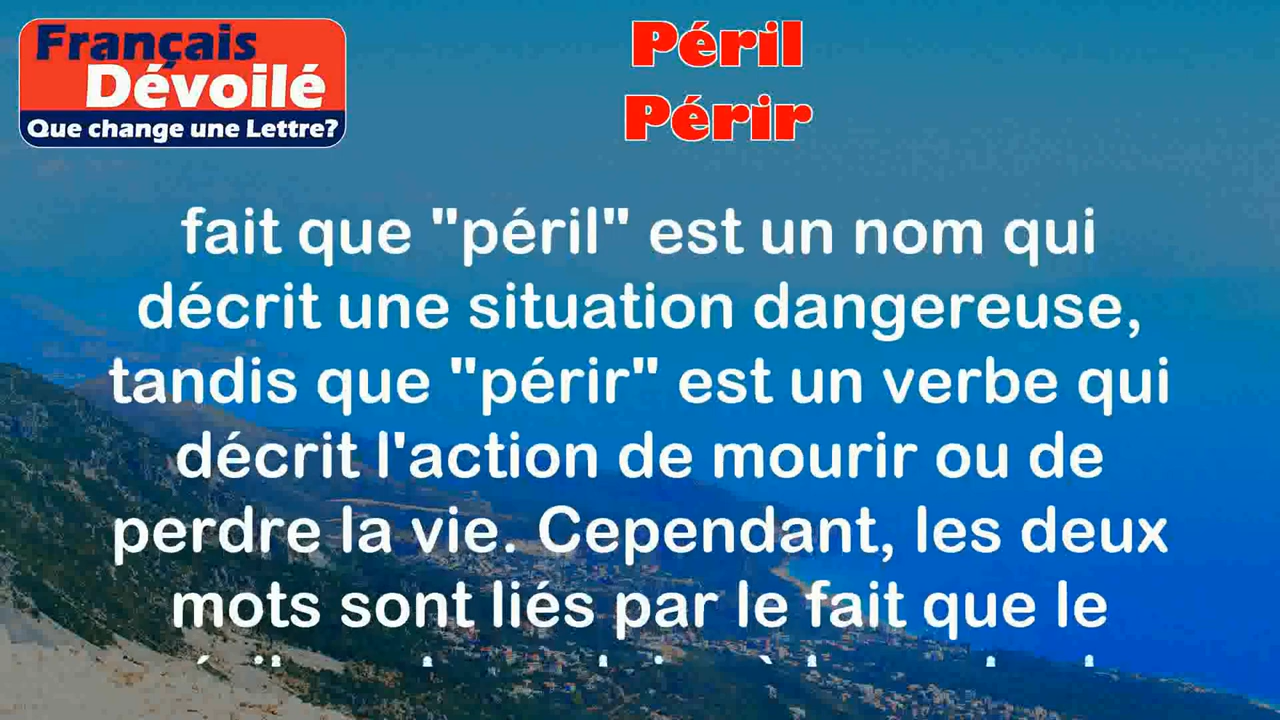 Français
Dévoilé
Que change une Lettre?
Péril
Périr
fait que "péril" est un nom qui
décrit une situation dangereuse,
tandis que "périr" est un verbe qui
décrit l'action de mourir ou de
perdre la vie. Cependant, les deux
mots sont liés par le fait que le